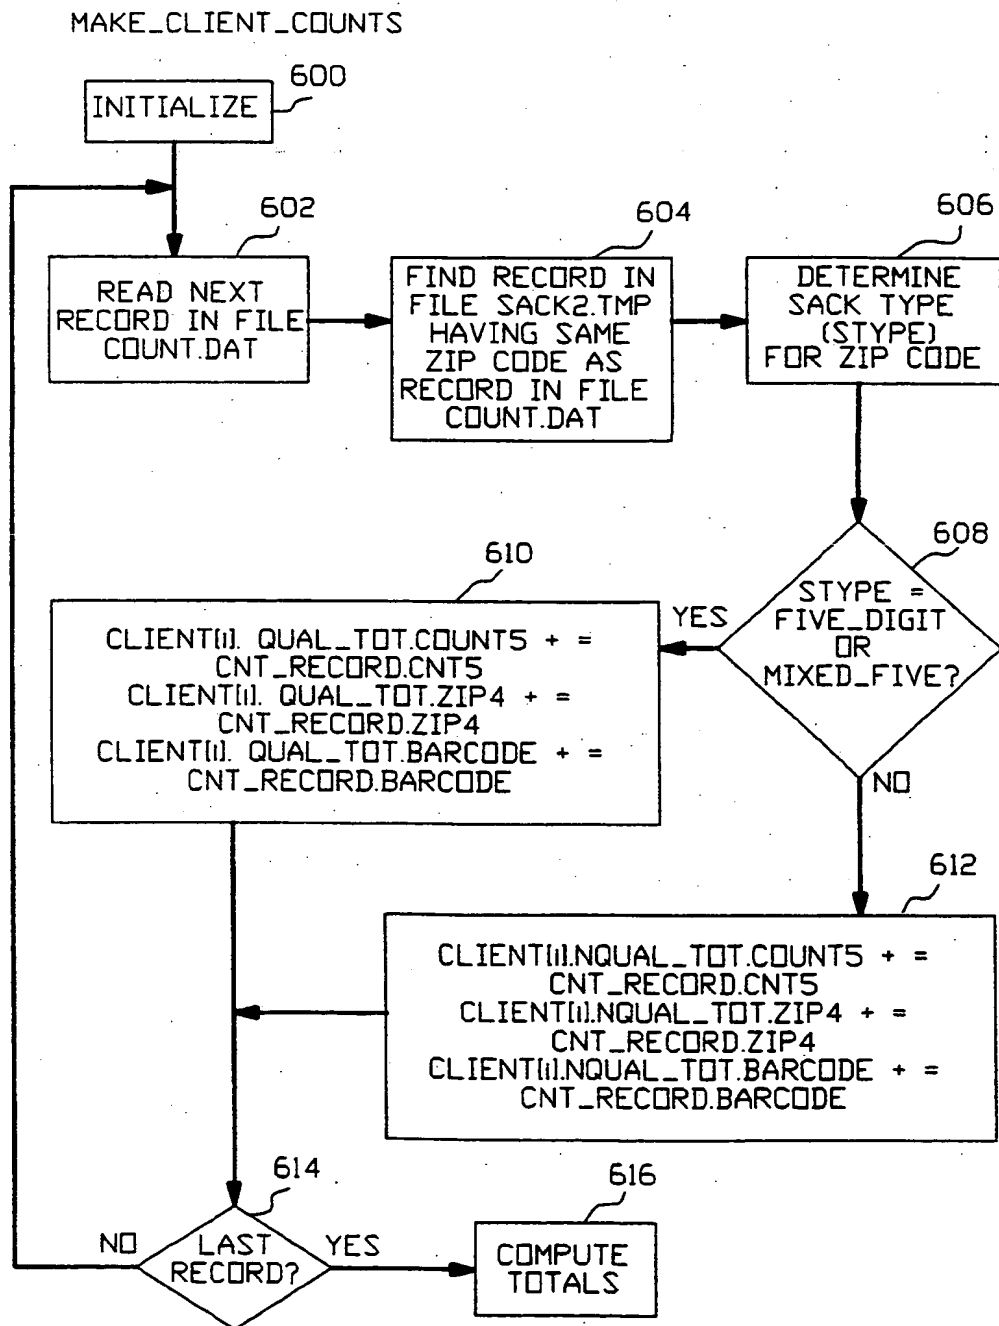 MAKE_CLIENT_COUNTS
600
INITIALIZE
602
READ NEXT
RECORD IN FILE
COUNT.DAT
604
FIND RECORD IN
FILE SACK2.TMP
HAVING SAME
ZIP CODE AS
RECORD IN FILE
COUNT.DAT
606
DETERMINE
SACK TYPE
(STYPE)
FOR ZIP CODE
608
STYPE =
FIVE_DIGIT
OR
MIXED_FIVE?
YES
NO
610
CLIENT[i]. QUAL_TOT.COUNT5 + =
CNT_RECORD.CNT5
CLIENT[i]. QUAL_TOT.ZIP4 + =
CNT_RECORD.ZIP4
CLIENT[i]. QUAL_TOT.BARCODE + =
CNT_RECORD.BARCODE
612
CLIENT[i].NQUAL_TOT.COUNT5 + =
CNT_RECORD.CNT5
CLIENT[i].NQUAL_TOT.ZIP4 + =
CNT_RECORD.ZIP4
CLIENT[i].NQUAL_TOT.BARCODE + =
CNT_RECORD.BARCODE
614
LAST
RECORD?
NO
YES
616
COMPUTE
TOTALS